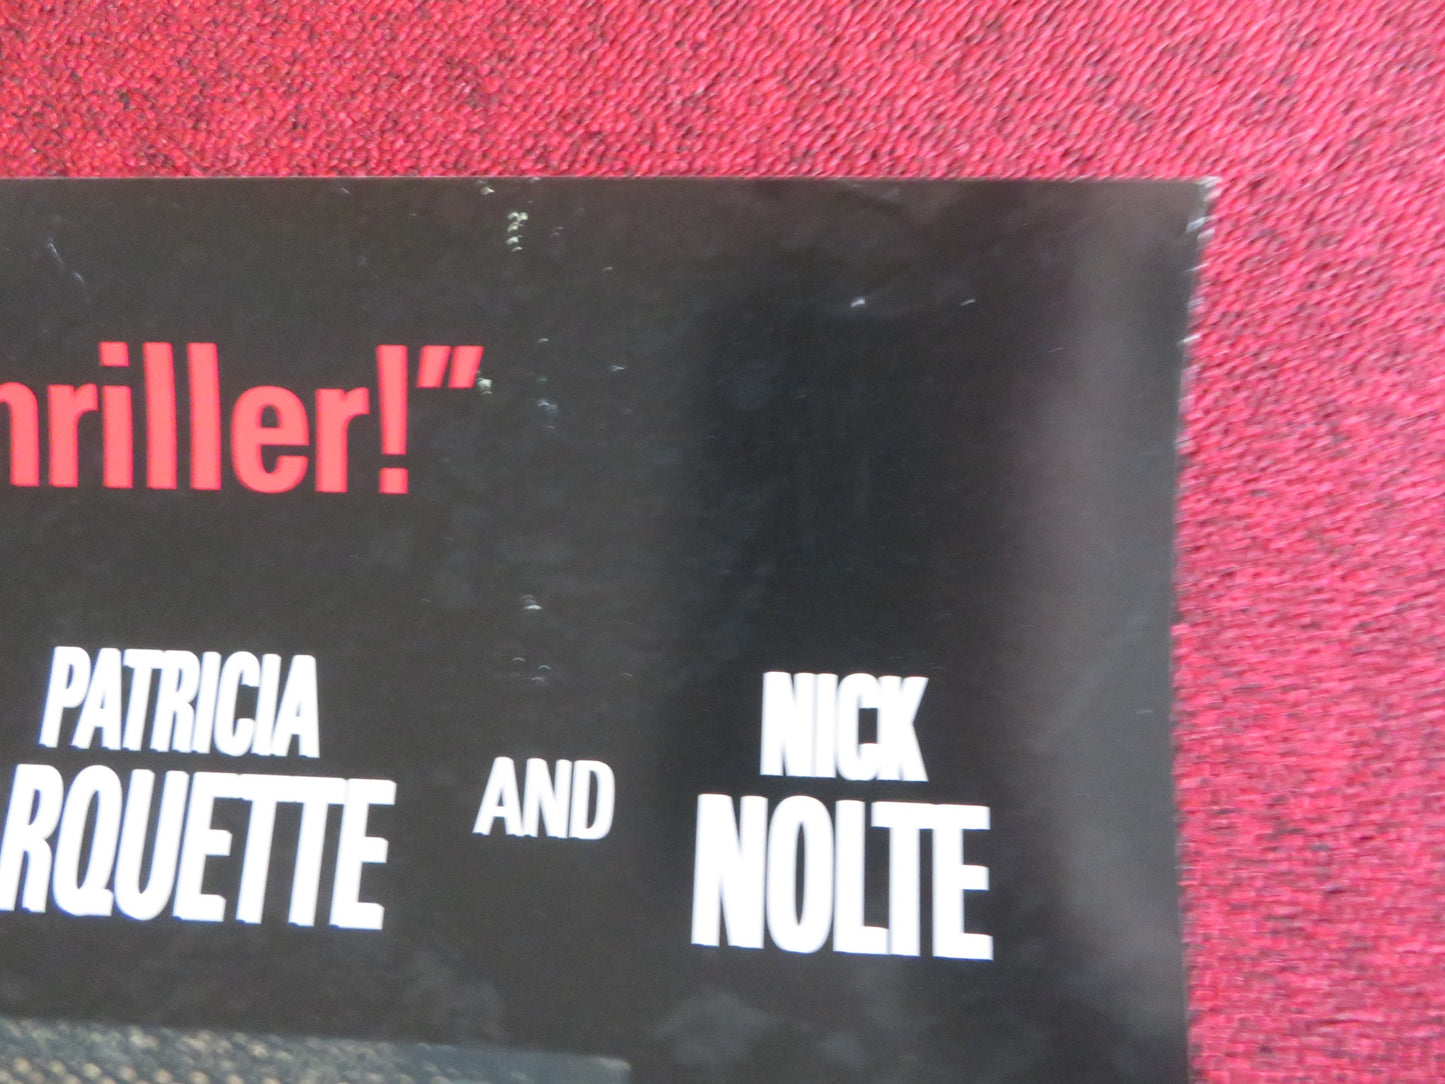 hriller!”
PATRICIA
RQUETTE
AND
NICK
NOLTE